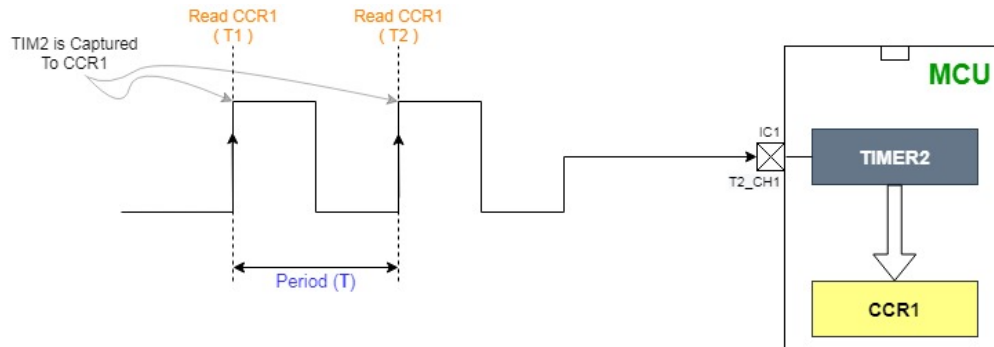 Read CCR1
( T1 )
Read CCR1
( T2 )
TIM2 is Captured
To CCR1
MCU
IC1
TIMER2
T2_CH1
Period (T)
CCR1